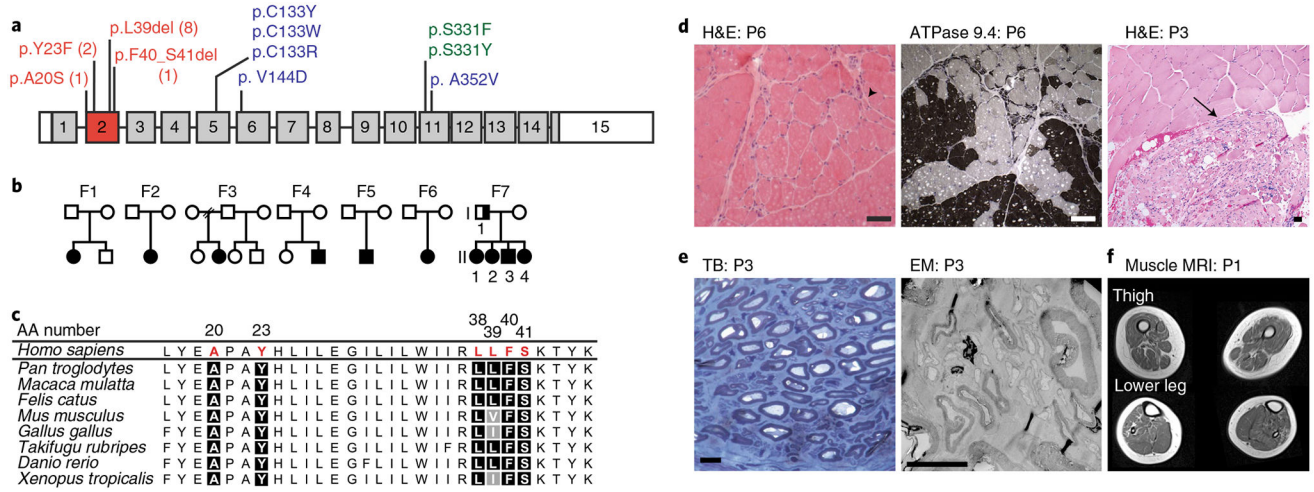 a
p.Y23F (2)
p.L39del (8)
p.A20S (1)
p.F40_S41del
(1)
p.C133Y
p.C133W
p.C133R
p. V144D
p.S331F
p.S331Y
p. A352V
1 2 3 4 5 6 7 8 9 10 11 12 13 14 15
b
F1 F2 F3 F4 F5 F6 F7
I
1
II
1 2 3 4
c
38 40
AA number 20 23 39 41
Homo sapiens L Y E A P A Y H L I L E G I L I L W I I R L L F S K T Y K
Pan troglodytes L Y E A P A Y H L I L E G I L I L W I I R L L F S K T Y K
Macaca mulatta L Y E A P A Y H L I L E G I L I L W I I R L L F S K T Y K
Felis catus L Y E A P A Y H L I L E G I L I L W I I R L L F S K T Y K
Mus musculus L Y E A P A Y H L I L E G I L I L W I I R L V F S K T Y K
Gallus gallus F Y E A P A Y H L I L E G I L I L W I I R L I F S K T Y K
Takifugu rubripes F Y E A P A Y H L I L E G I L I L W I F R L L F S K T Y K
Danio rerio F Y E A P A Y H L I L E G F L I L W I I R L L F S K T Y K
Xenopus tropicalis F Y E A P A Y H L I L E G I L I L W I I R L I F S K T Y K
d
H&E: P6
ATPase 9.4: P6
H&E: P3
e
TB: P3
EM: P3
f
Muscle MRI: P1
Thigh
Lower leg